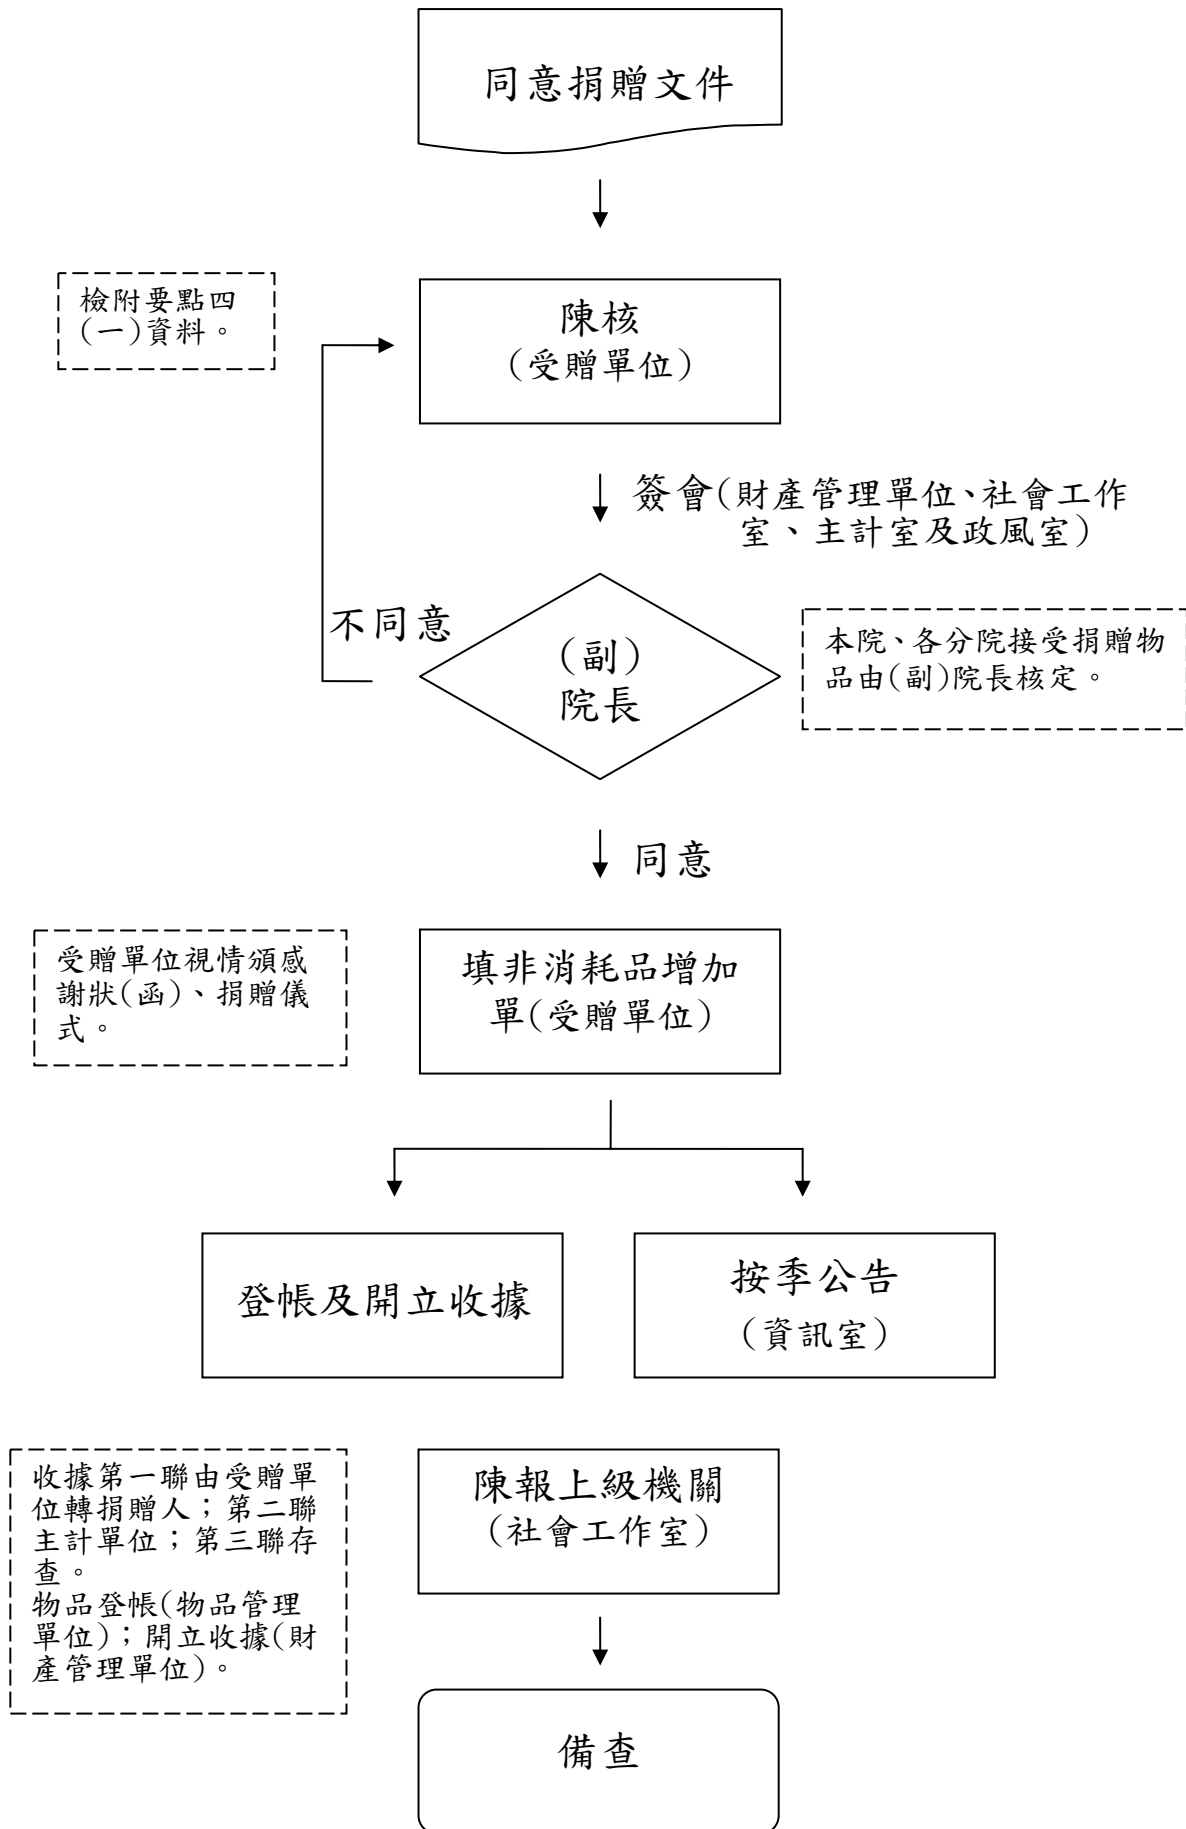 同意捐贈文件
檢附要點四
(一)資料。
陳核
(受贈單位)
簽會(財產管理單位、社會工作
室、主計室及政風室)
不同意
(副)
院長
本院、各分院接受捐贈物
品由(副)院長核定。
同意
受贈單位視情頒感
謝狀(函)、捐贈儀
式。
填非消耗品增加
單(受贈單位)
登帳及開立收據
按季公告
(資訊室)
收據第一聯由受贈單
位轉捐贈人；第二聯
主計單位；第三聯存
查。
物品登帳(物品管理
單位)；開立收據(財
產管理單位)。
陳報上級機關
(社會工作室)
備查